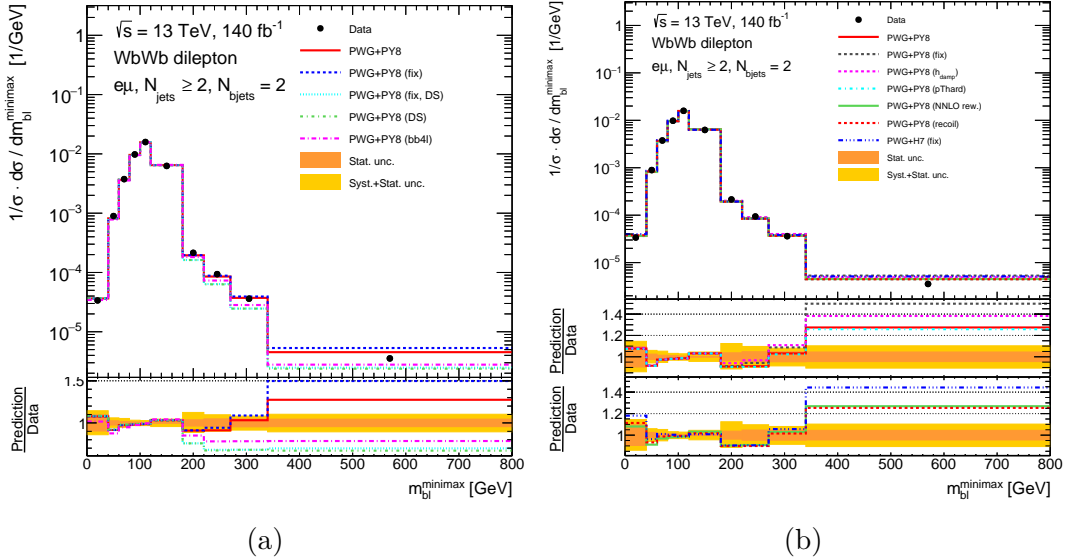 1/σ · dσ / dm_bl^minimax [1/GeV]
√s = 13 TeV, 140 fb⁻¹
WbWb dilepton
eμ, N_jets ≥ 2, N_bjets = 2
Data
PWG+PY8
PWG+PY8 (fix)
PWG+PY8 (fix, DS)
PWG+PY8 (DS)
PWG+PY8 (bb4l)
Stat. unc.
Syst.+Stat. unc.
1
10⁻¹
10⁻²
10⁻³
10⁻⁴
10⁻⁵
Prediction
Data
1.5
1
0 100 200 300 400 500 600 700 800
m_bl^minimax [GeV]
(a)
1/σ · dσ / dm_bl^minimax [1/GeV]
√s = 13 TeV, 140 fb⁻¹
WbWb dilepton
eμ, N_jets ≥ 2, N_bjets = 2
Data
PWG+PY8
PWG+PY8 (fix)
PWG+PY8 (h_damp)
PWG+PY8 (pThard)
PWG+PY8 (NNLO rew.)
PWG+PY8 (recoil)
PWG+H7 (fix)
Stat. unc.
Syst.+Stat. unc.
1
10⁻¹
10⁻²
10⁻³
10⁻⁴
10⁻⁵
Prediction
Data
1.4
1.2
1
Prediction
Data
1.4
1.2
1
0 100 200 300 400 500 600 700 800
m_bl^minimax [GeV]
(b)